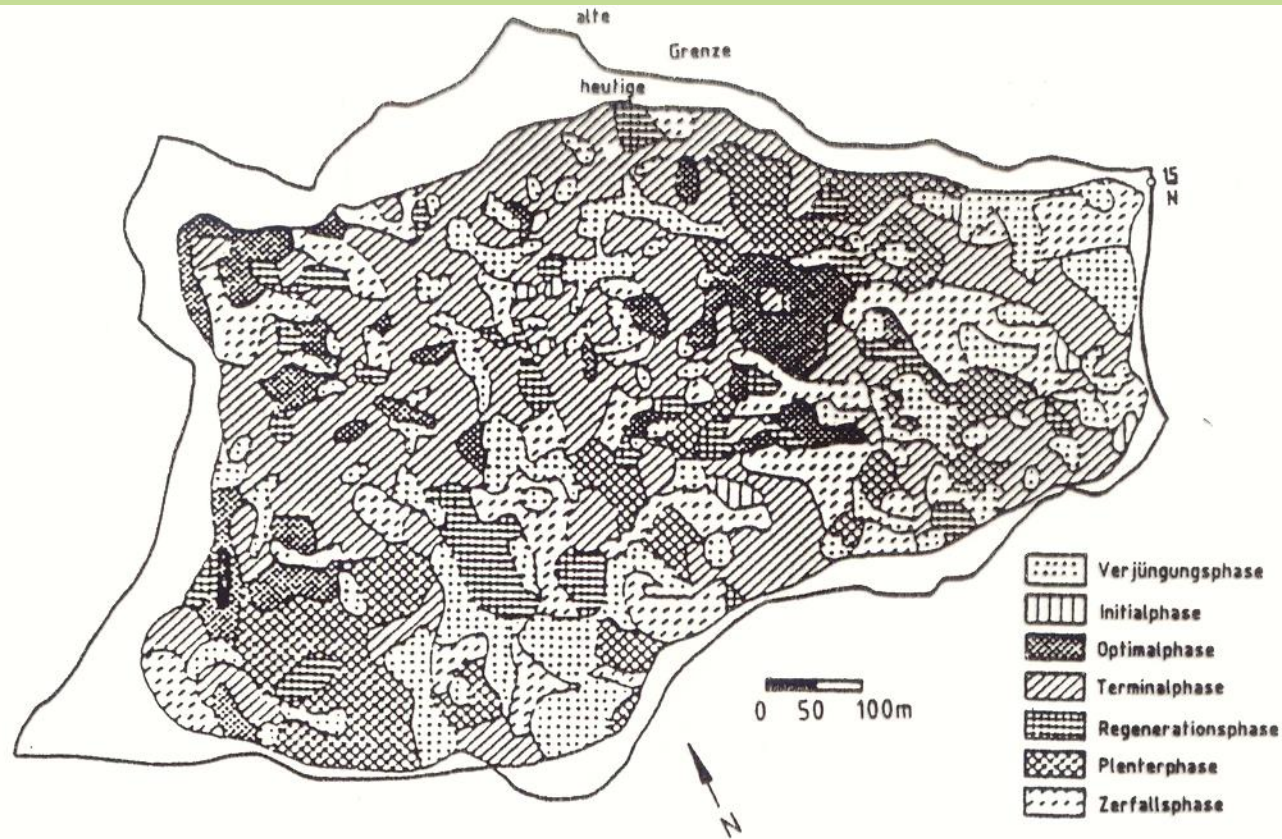 alte
Grenze
heutige
15
N
Verjüngungsphase
Initialphase
Optimalphase
Terminalphase
Regenerationsphase
Plenterphase
Zerfallsphase
0 50 100m
N